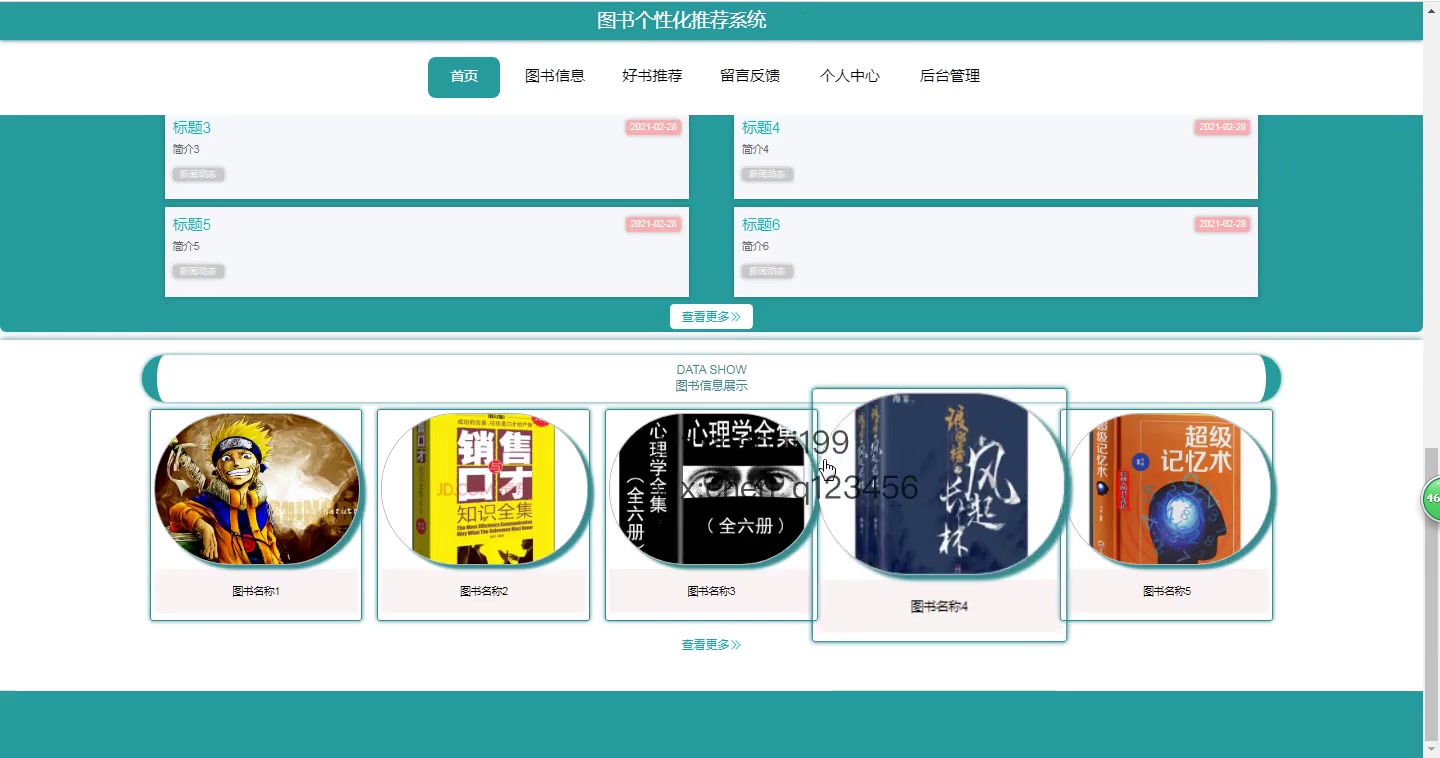 图书个性化推荐系统
首页 图书信息 好书推荐 留言反馈 个人中心 后台管理
标题3 2021-02-28
简介3
新闻动态
标题4 2021-02-28
简介4
新闻动态
标题5 2021-02-28
简介5
新闻动态
标题6 2021-02-28
简介6
新闻动态
查看更多
DATA SHOW
图书信息展示
销售
与
口才
知识全集
图书名称1
图书名称2
心理学全集
(全六册)
心理学全集
(全六册)
图书名称3
199
x:chen_q123456
风起
长林
图书名称4
超级
记忆术
超级记忆术
图书名称5
查看更多
46